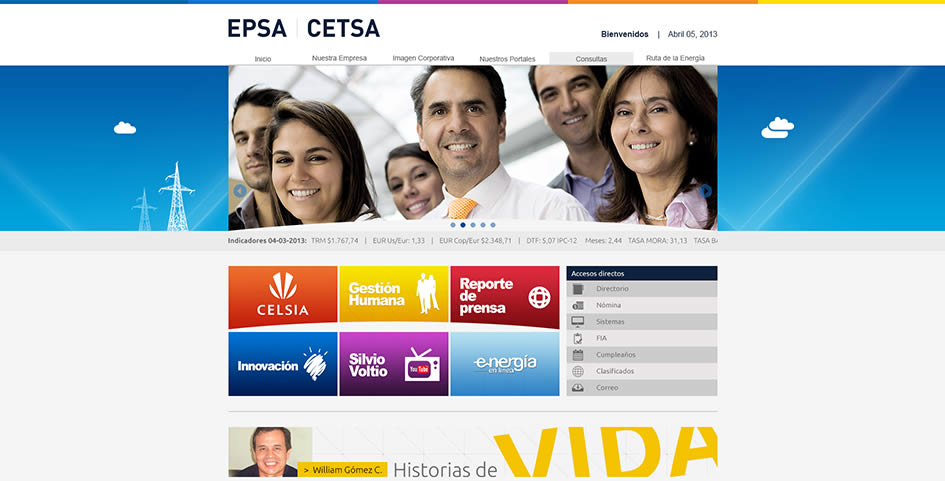 EPSA | CETSA
Bienvenidos | Abril 05, 2013
Inicio Nuestra Empresa Imagen Corporativa Nuestros Portales Consultas Ruta de la Energía
Indicadores 04-03-2013: TRM $1.767,74 | EUR Us/Eur: 1,33 | EUR Cop/Eur $2.348,71 | DTF: 5,07 IPC-12 Meses: 2,44 TASA MORA: 31,13 TASA
CELSIA
Gestión
Humana
Reporte
de
prensa
Innovación
Silvio
Voltio
You Tube
e-nergía
en línea
Accesos directos
Directorio
Nómina
Sistemas
FIA
Cumpleaños
Clasificados
Correo
> William Gómez C.
Historias de VIDA